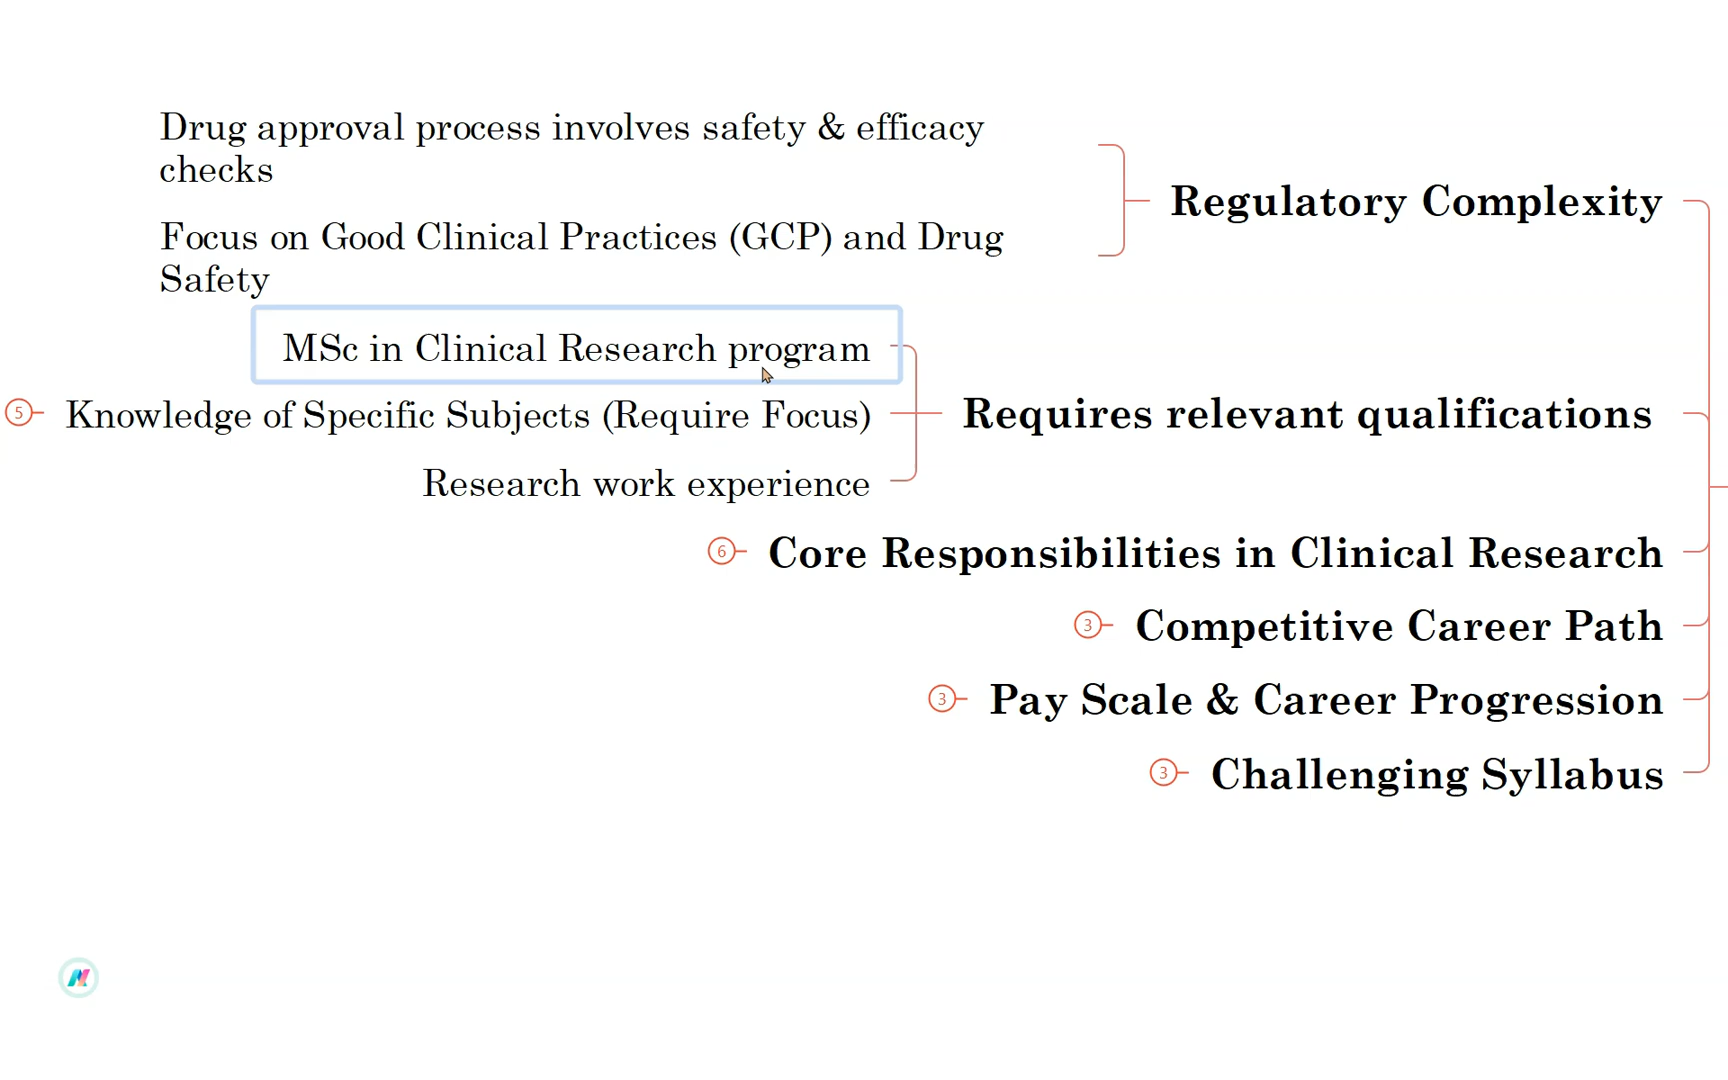 Drug approval process involves safety & efficacy
checks
Focus on Good Clinical Practices (GCP) and Drug
Safety
Regulatory Complexity
MSc in Clinical Research program
5
Knowledge of Specific Subjects (Require Focus)
Research work experience
Requires relevant qualifications
6
Core Responsibilities in Clinical Research
3
Competitive Career Path
3
Pay Scale & Career Progression
3
Challenging Syllabus